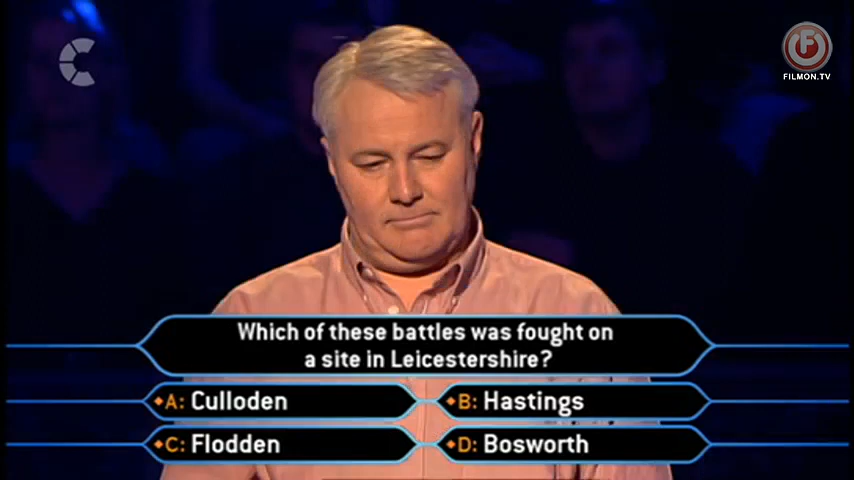 FILMON.TV
Which of these battles was fought on
a site in Leicestershire?
A: Culloden
B: Hastings
C: Flodden
D: Bosworth